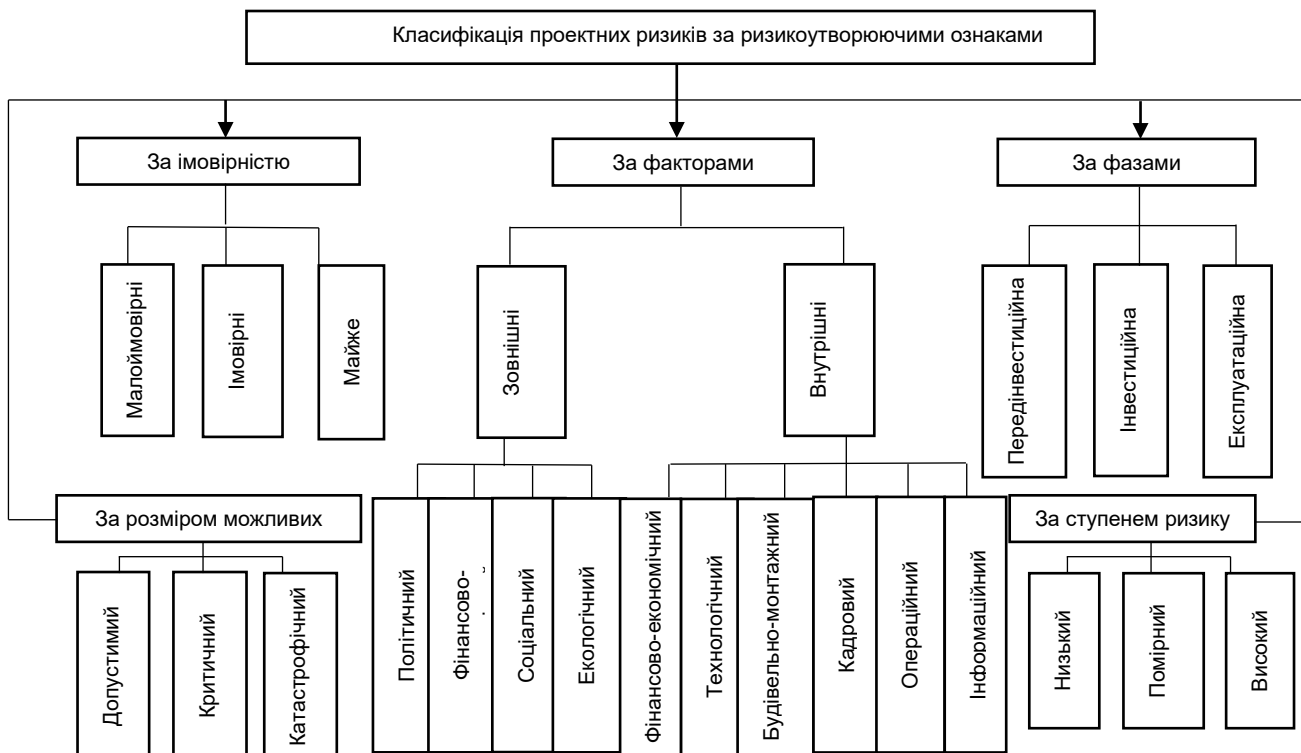 Класифікація проектних ризиків за ризикоутворюючими ознаками
За імовірністю
За факторами
За фазами
Малоймовірні
Імовірні
Майже
Зовнішні
Внутрішні
Передінвестиційна
Інвестиційна
Експлуатаційна
За розміром можливих
За ступенем ризику
Допустимий
Критичний
Катастрофічний
Політичний
Фінансово-
Соціальний
Екологічний
Фінансово-економічний
Технологічний
Будівельно-монтажний
Кадровий
Операційний
Інформаційний
Низький
Помірний
Високий